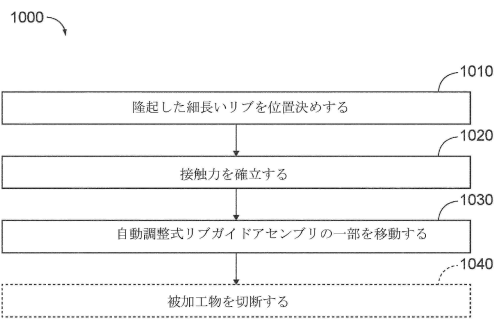 1000
1010
隆起した細長いリブを位置決めする
1020
接触力を確立する
1030
自動調整式リブガイドアセンブリの一部を移動する
1040
被加工物を切断する